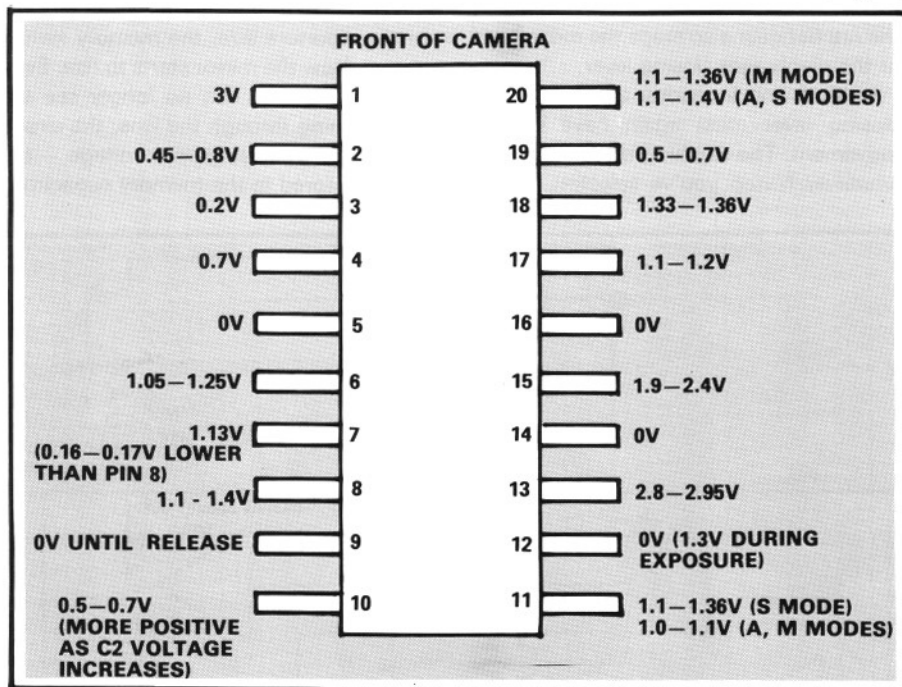 FRONT OF CAMERA
3V 1
0.45–0.8V 2
0.2V 3
0.7V 4
0V 5
1.05–1.25V 6
1.13V 7
(0.16–0.17V LOWER
THAN PIN 8)
1.1 - 1.4V 8
0V UNTIL RELEASE 9
0.5–0.7V 10
(MORE POSITIVE
AS C2 VOLTAGE
INCREASES)
20 1.1–1.36V (M MODE)
1.1–1.4V (A, S MODES)
19 0.5–0.7V
18 1.33–1.36V
17 1.1–1.2V
16 0V
15 1.9–2.4V
14 0V
13 2.8–2.95V
12 0V (1.3V DURING
EXPOSURE)
11 1.1–1.36V (S MODE)
1.0–1.1V (A, M MODES)